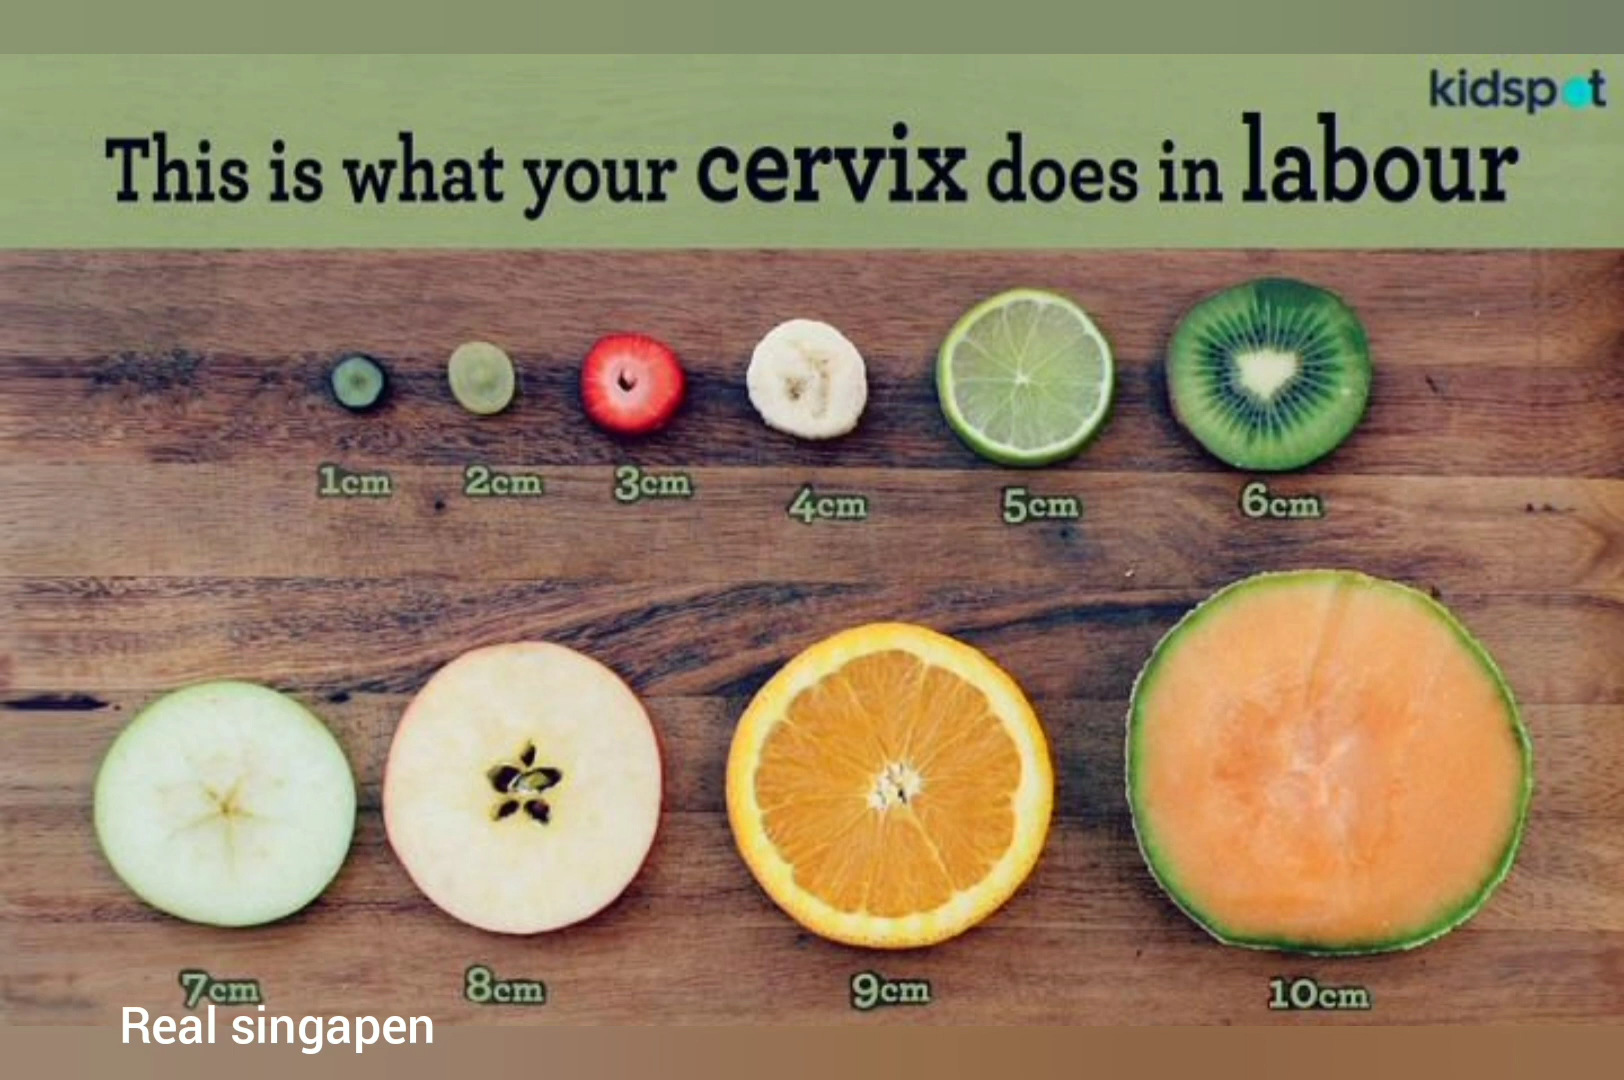 kidspot
This is what your cervix does in labour
1cm 2cm 3cm 4cm 5cm 6cm
7cm 8cm 9cm 10cm
Real singapen